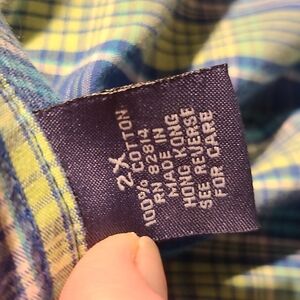 2X
COTTON
100%
RN 82814
MADE IN
HONG KONG
SEE REVERSE
FOR CARE